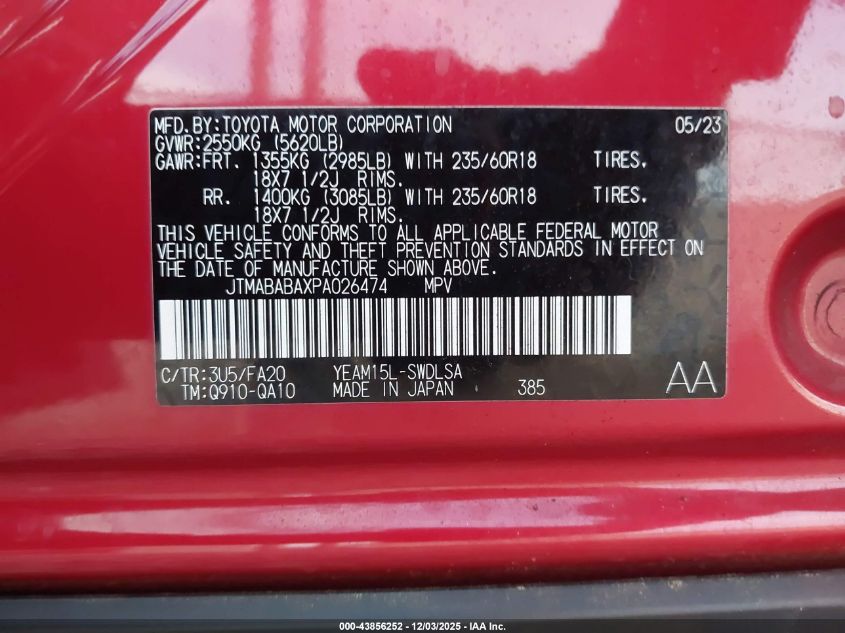 MFD.BY:TOYOTA MOTOR CORPORATION 05/23
GVWR:2550KG (5620LB)
GAWR:FRT. 1355KG (2985LB) WITH 235/60R18 TIRES.
18X7 1/2J RIMS.
RR. 1400KG (3085LB) WITH 235/60R18 TIRES.
18X7 1/2J RIMS.
THIS VEHICLE CONFORMS TO ALL APPLICABLE FEDERAL MOTOR
VEHICLE SAFETY AND THEFT PREVENTION STANDARDS IN EFFECT ON
THE DATE OF MANUFACTURE SHOWN ABOVE.
JTMABABAXPA026474 MPV
C/TR:3U5/FA20 YEAM15L-SWDLSA
TM:Q910-QA10 MADE IN JAPAN 385 AA
000-43856252 - 12/03/2025 - IAA Inc.